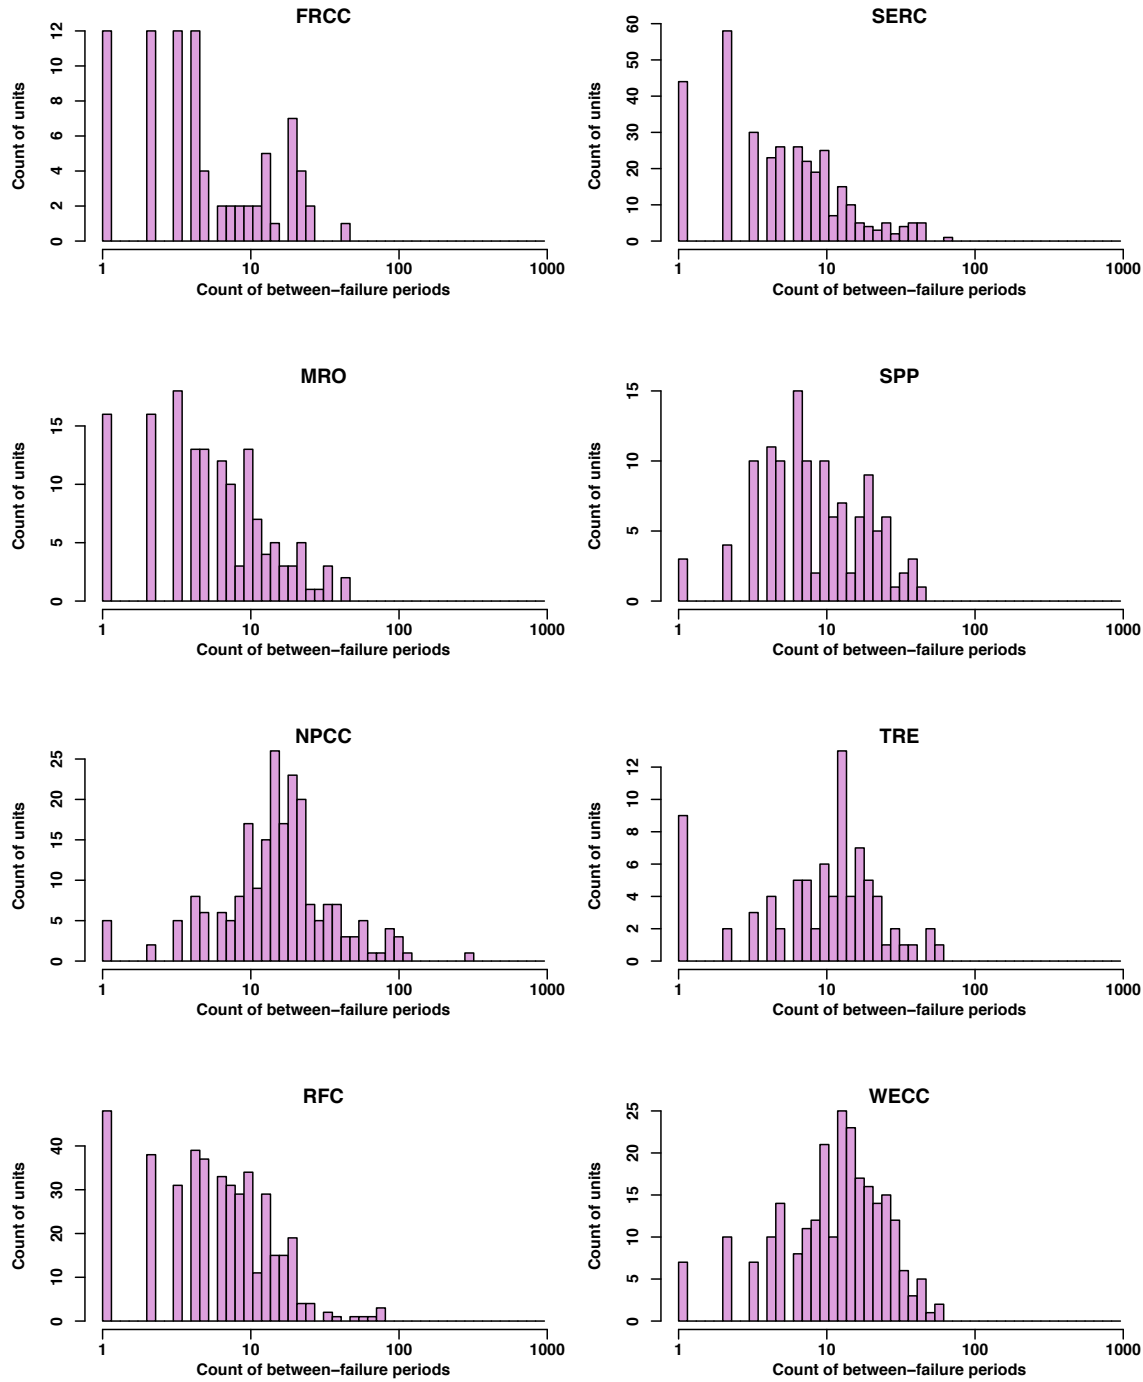 FRCC
Count of units
0 2 4 6 8 10 12
1 10 100 1000
Count of between−failure periods
SERC
Count of units
0 10 20 30 40 50 60
1 10 100 1000
Count of between−failure periods
MRO
Count of units
0 5 10 15
1 10 100 1000
Count of between−failure periods
SPP
Count of units
0 5 10 15
1 10 100 1000
Count of between−failure periods
NPCC
Count of units
0 5 10 15 20 25
1 10 100 1000
Count of between−failure periods
TRE
Count of units
0 2 4 6 8 10 12
1 10 100 1000
Count of between−failure periods
RFC
Count of units
0 10 20 30 40
1 10 100 1000
Count of between−failure periods
WECC
Count of units
0 5 10 15 20 25
1 10 100 1000
Count of between−failure periods